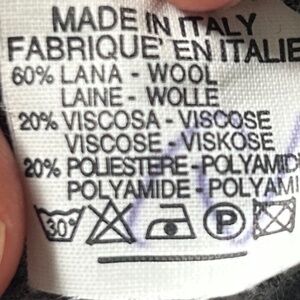 MADE IN ITALY
FABRIQUE' EN ITALIE
60% LANA - WOOL
LAINE - WOLLE
20% VISCOSA - VISCOSE
VISCOSE - VISKOSE
20% POLIESTERE - POLYAMID
POLYAMIDE - POLYAMI
30° P